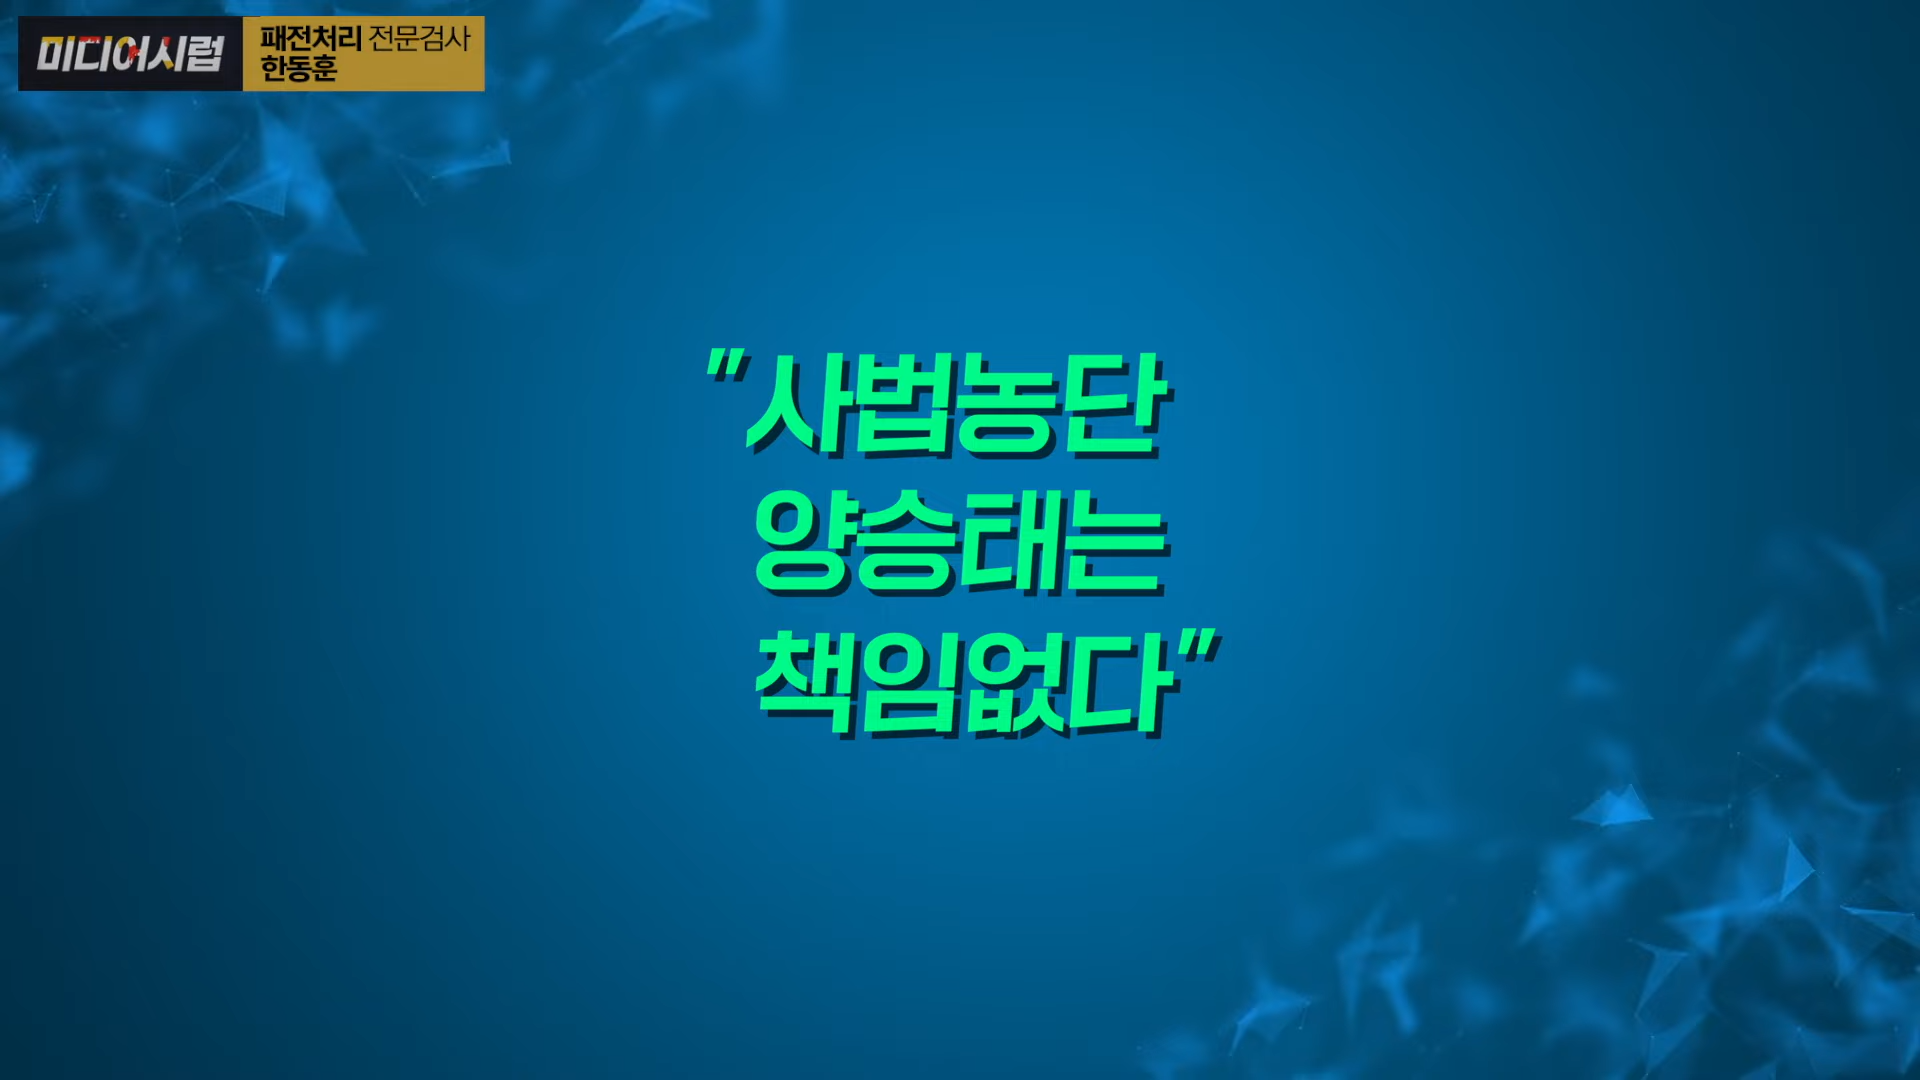 미디어시럽
패전처리 전문검사
한동훈
"사법농단
양승태는
책임없다"